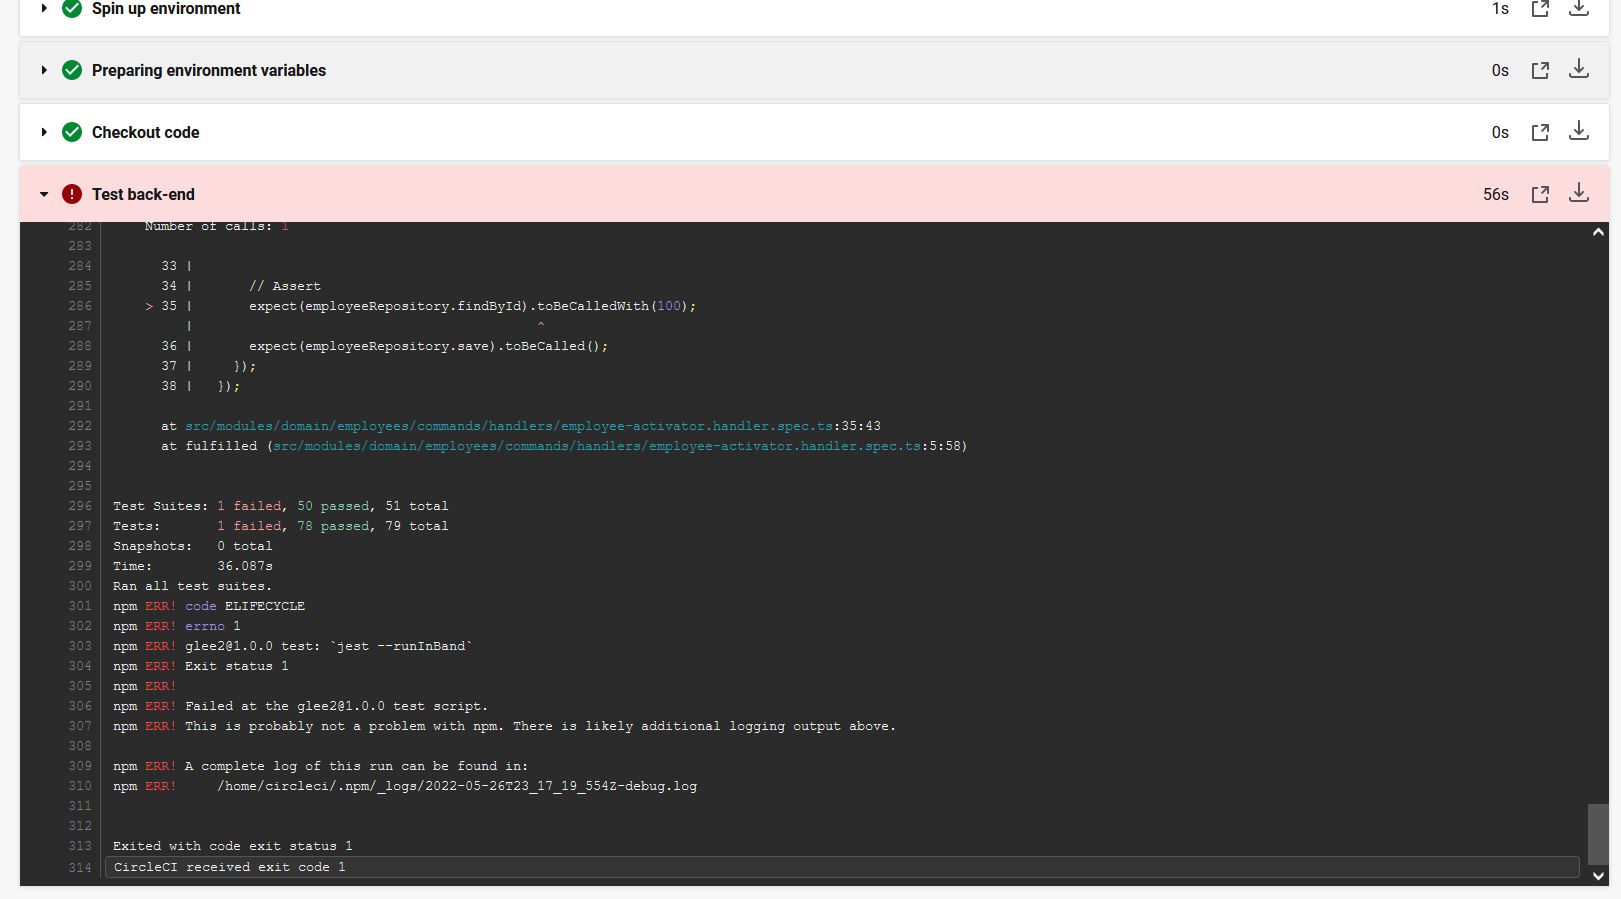 Spin up environment 1s
Preparing environment variables 0s
Checkout code 0s
Test back-end 56s
282 Number of calls: 1
283
284 33 |
285 34 | // Assert
286 > 35 | expect(employeeRepository.findById).toBeCalledWith(100);
287 | ^
288 36 | expect(employeeRepository.save).toBeCalled();
289 37 | });
290 38 | });
291
292 at src/modules/domain/employees/commands/handlers/employee-activator.handler.spec.ts:35:43
293 at fulfilled (src/modules/domain/employees/commands/handlers/employee-activator.handler.spec.ts:5:58)
294
295
296 Test Suites: 1 failed, 50 passed, 51 total
297 Tests: 1 failed, 78 passed, 79 total
298 Snapshots: 0 total
299 Time: 36.087s
300 Ran all test suites.
301 npm ERR! code ELIFECYCLE
302 npm ERR! errno 1
303 npm ERR! glee2@1.0.0 test: `jest --runInBand`
304 npm ERR! Exit status 1
305 npm ERR!
306 npm ERR! Failed at the glee2@1.0.0 test script.
307 npm ERR! This is probably not a problem with npm. There is likely additional logging output above.
308
309 npm ERR! A complete log of this run can be found in:
310 npm ERR! /home/circleci/.npm/_logs/2022-05-26T23_17_19_554Z-debug.log
311
312
313 Exited with code exit status 1
314 CircleCI received exit code 1